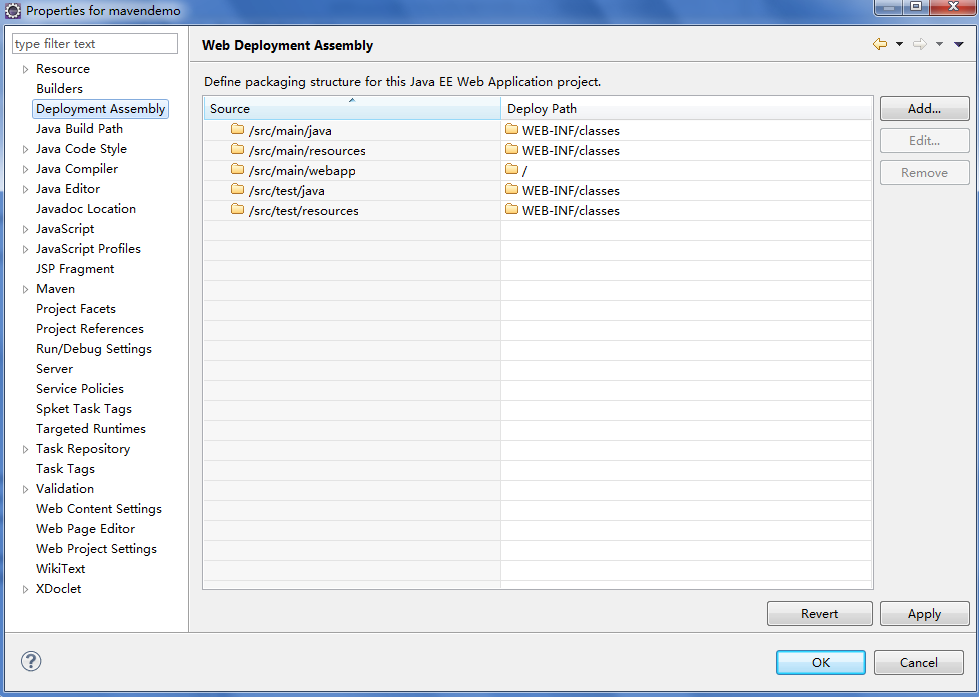 Properties for mavendemo
type filter text
Resource
Builders
Deployment Assembly
Java Build Path
Java Code Style
Java Compiler
Java Editor
Javadoc Location
JavaScript
JavaScript Profiles
JSP Fragment
Maven
Project Facets
Project References
Run/Debug Settings
Server
Service Policies
Spket Task Tags
Targeted Runtimes
Task Repository
Task Tags
Validation
Web Content Settings
Web Page Editor
Web Project Settings
WikiText
XDoclet
Web Deployment Assembly
Define packaging structure for this Java EE Web Application project.
Source Deploy Path
/src/main/java WEB-INF/classes
/src/main/resources WEB-INF/classes
/src/main/webapp /
/src/test/java WEB-INF/classes
/src/test/resources WEB-INF/classes
Add...
Edit...
Remove
Revert Apply
? OK Cancel